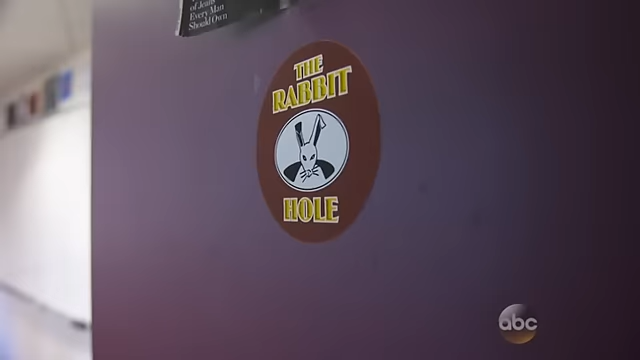 of Jeans
Every Man
Should Own
THE
RABBIT
HOLE
abc